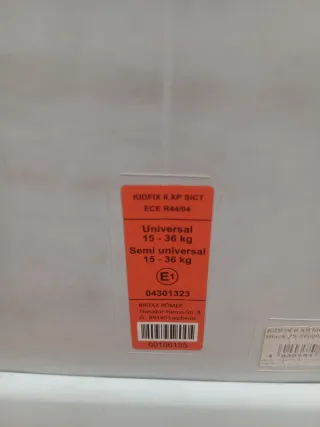 KIDFIX II XP SICT
ECE R44/04
Universal
15 - 36 kg
Semi universal
15 - 36 kg
E1
04301323
BRITAX RÖMER